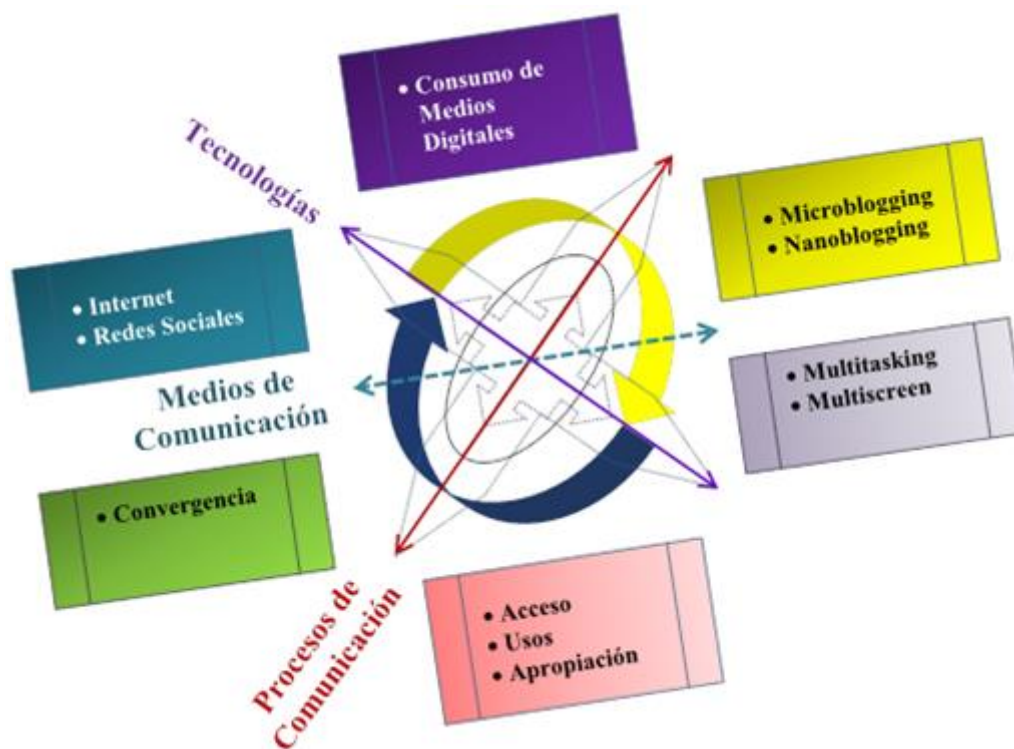 • Consumo de
Medios
Digitales
Tecnologías
• Microblogging
• Nanoblogging
• Internet
• Redes Sociales
• Multitasking
• Multiscreen
Medios de
Comunicación
• Convergencia
Procesos de
Comunicación
• Acceso
• Usos
• Apropiación